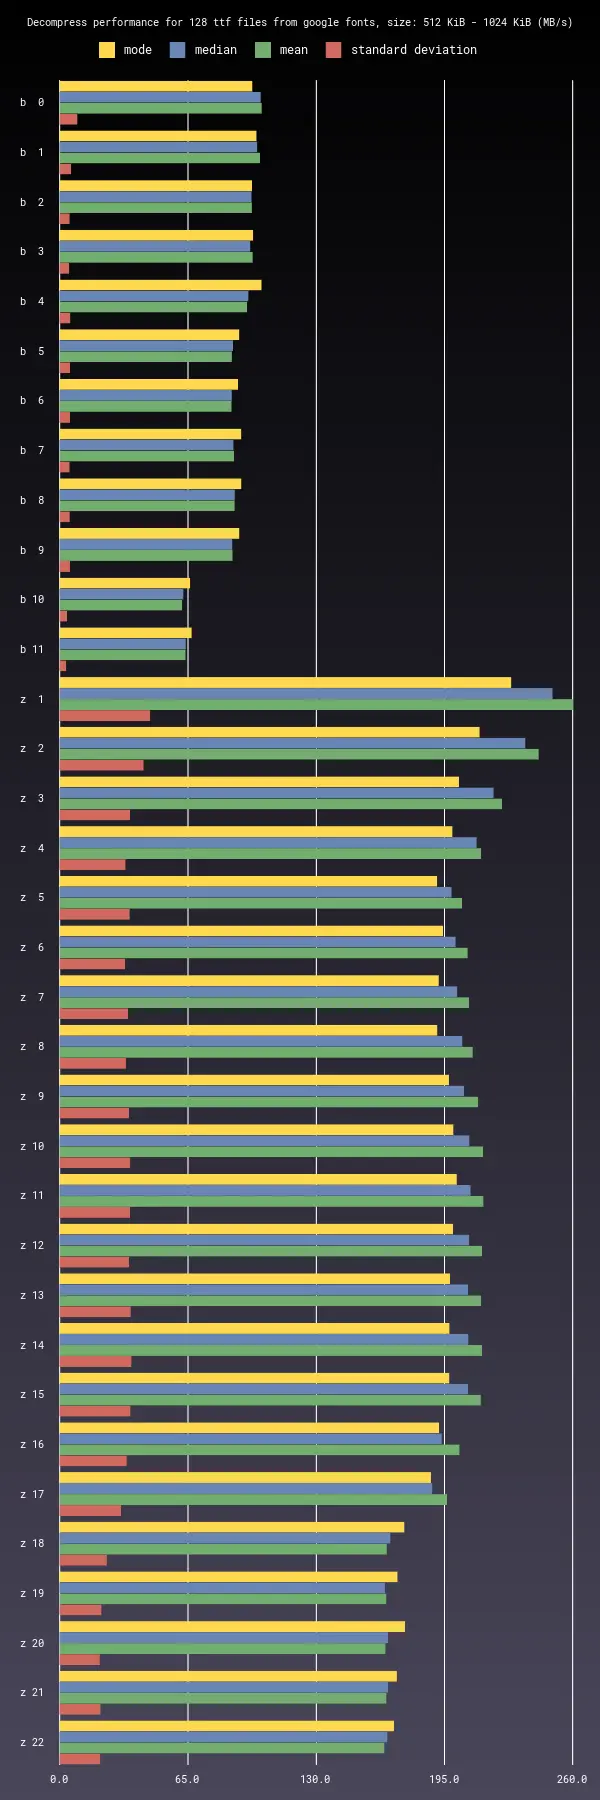 Decompress performance for 128 ttf files from google fonts, size: 512 KiB - 1024 KiB (MB/s)
mode median mean standard deviation
b 0
b 1
b 2
b 3
b 4
b 5
b 6
b 7
b 8
b 9
b 10
b 11
z 1
z 2
z 3
z 4
z 5
z 6
z 7
z 8
z 9
z 10
z 11
z 12
z 13
z 14
z 15
z 16
z 17
z 18
z 19
z 20
z 21
z 22
0.0 65.0 130.0 195.0 260.0